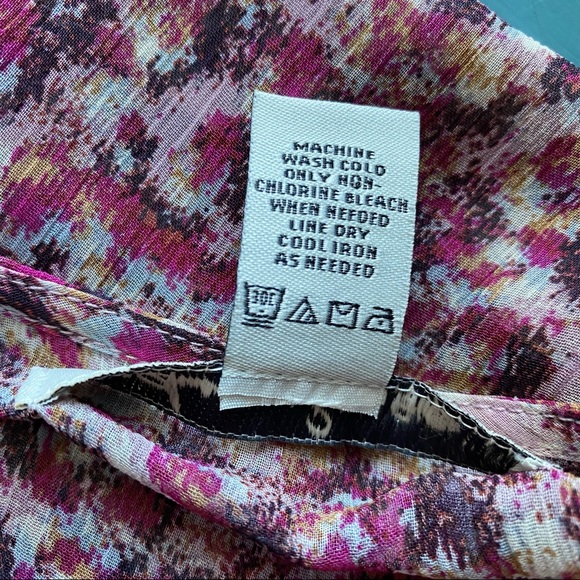 MACHINE
WASH COLD
ONLY NON-
CHLORINE BLEACH
WHEN NEEDED
LINE DRY
COOL IRON
AS NEEDED
30C